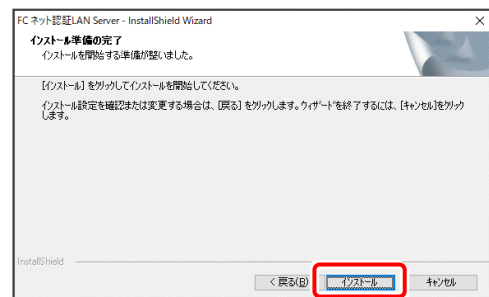 FC ネット認証LAN Server - InstallShield Wizard
インストール準備の完了
インストールを開始する準備が整いました。
[インストール] をクリックしてインストールを開始してください。
インストール設定を確認または変更する場合は、[戻る] をクリックします。ウィザードを終了するには、[キャンセル]をクリック
します。
InstallShield
< 戻る(B)
インストール
キャンセル